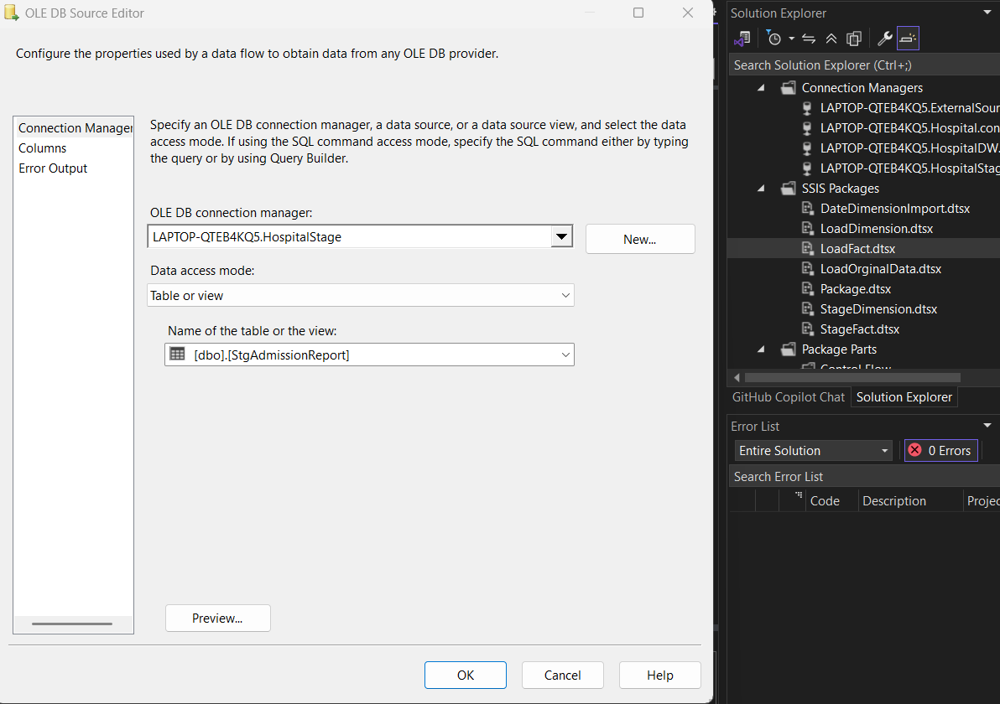 OLE DB Source Editor
Configure the properties used by a data flow to obtain data from any OLE DB provider.
Connection Manager
Columns
Error Output
Specify an OLE DB connection manager, a data source, or a data source view, and select the data
access mode. If using the SQL command access mode, specify the SQL command either by typing
the query or by using Query Builder.
OLE DB connection manager:
LAPTOP-QTEB4KQ5.HospitalStage
New...
Data access mode:
Table or view
Name of the table or the view:
[dbo].[StgAdmissionReport]
Preview...
OK
Cancel
Help
Solution Explorer
Search Solution Explorer (Ctrl+;)
Connection Managers
LAPTOP-QTEB4KQ5.ExternalSour
LAPTOP-QTEB4KQ5.Hospital.con
LAPTOP-QTEB4KQ5.HospitalDW.
LAPTOP-QTEB4KQ5.HospitalStag
SSIS Packages
DateDimensionImport.dtsx
LoadDimension.dtsx
LoadFact.dtsx
LoadOrginalData.dtsx
Package.dtsx
StageDimension.dtsx
StageFact.dtsx
Package Parts
Control Flow
GitHub Copilot Chat
Solution Explorer
Error List
Entire Solution
0 Errors
Search Error List
Code
Description
Projec